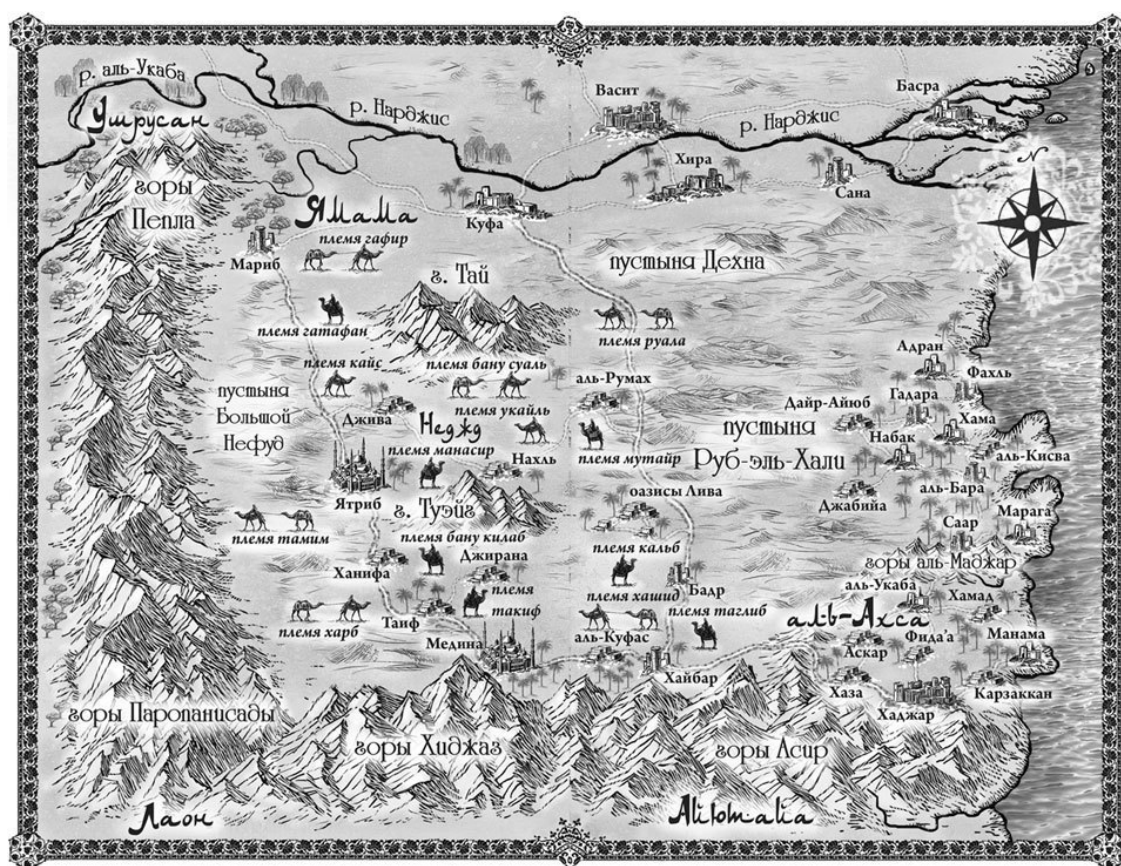 р. аль-Укаба
Ушрусан
горы
Пепла
р. Нарджис
Васит
Басра
р. Нарджис
Хира
Сана
N
Ямама
Куфа
племя гафир
Мариб
г. Тай
пустыня Дехна
племя гатафан
племя руала
Адран
племя кайс
племя бану суаль
Фахль
пустыня
Большой
Нефуд
аль-Румах
Гадара
Джива
племя укайль
Дайр-Айюб
Хама
Неджд
пустыня
Руб-эль-Хали
Набак
племя манасир
Нахль
племя мутайр
аль-Кисва
Ятриб
г. Туэйг
оазисы Лива
Джабийа
аль-Бара
Марага
племя тамим
племя бану килаб
Саар
Ханифа
Джирана
племя кальб
горы аль-Маджар
племя
такиф
племя хашид
Бадр
аль-Укаба
Хамад
племя харб
Таиф
племя таглиб
аль-Ахса
Медина
аль-Куфас
Аскар
Фида'а
Манама
Хайбар
Хаза
Карзаккан
Хаджар
горы Паропанисады
горы Хиджаз
горы Асир
Лаон
Айютайа